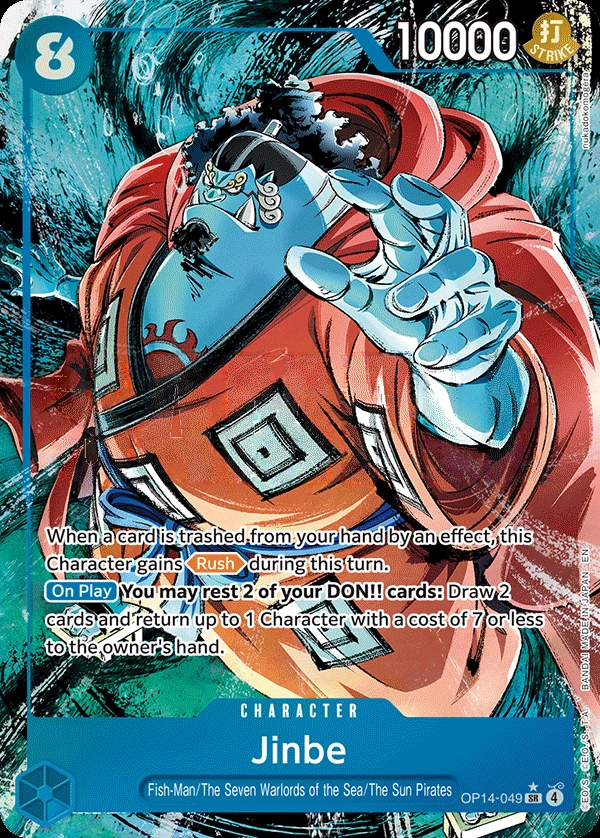 8
10000
打
STRIKE
nukadokomogeera
When a card is trashed from your hand by an effect, this
Character gains Rush during this turn.
On Play You may rest 2 of your DON!! cards: Draw 2
cards and return up to 1 Character with a cost of 7 or less
to the owner's hand.
CHARACTER
Jinbe
Fish-Man/The Seven Warlords of the Sea/The Sun Pirates
OP14-049 ★ SR 4
©E.O./S. ©E.O./S.,T.A. BANDAI MADE IN JAPAN EN